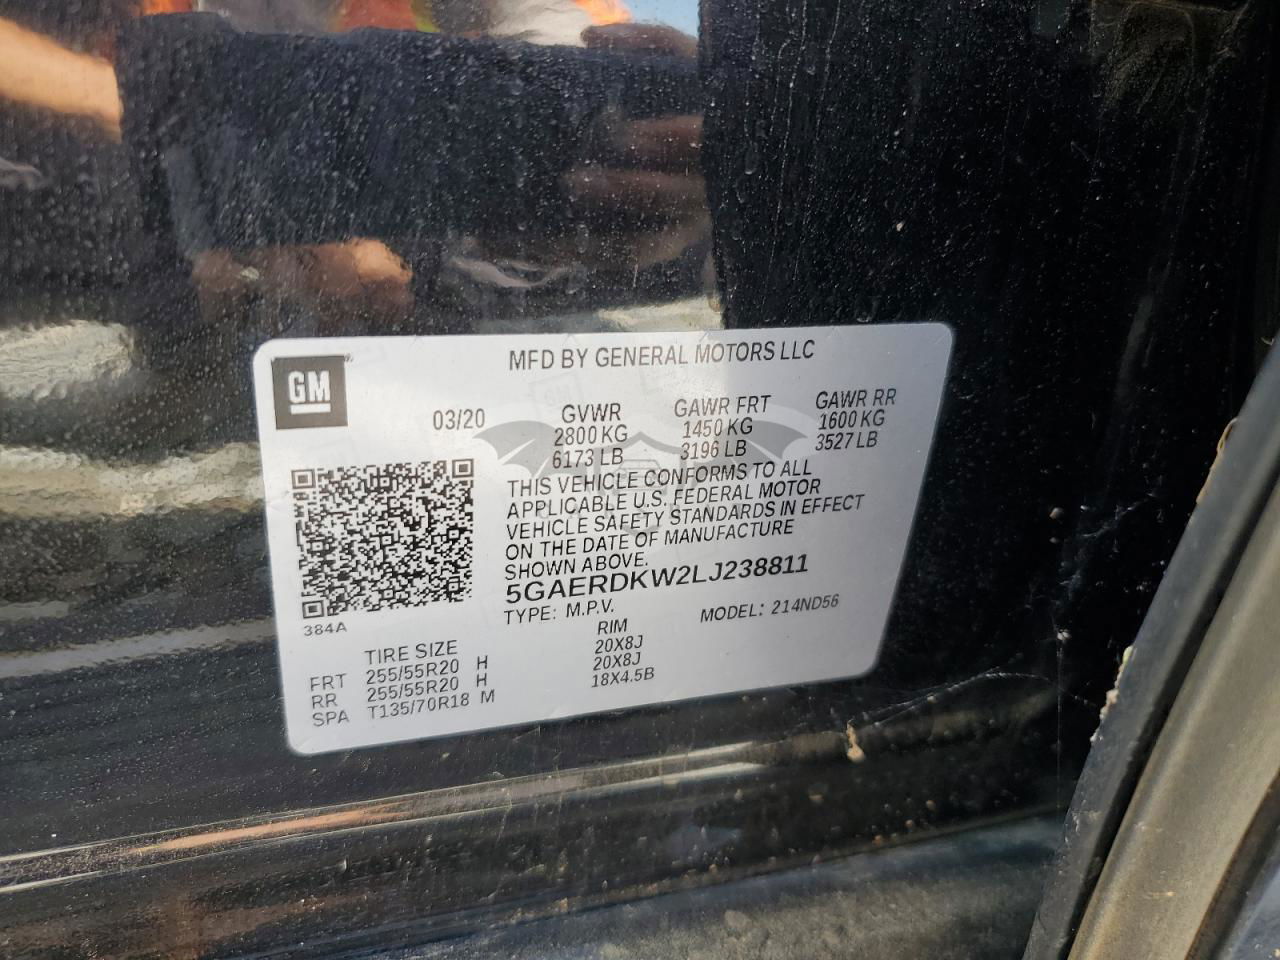 GM
MFD BY GENERAL MOTORS LLC
03/20 GVWR GAWR FRT GAWR RR
2800 KG 1450 KG 1600 KG
6173 LB 3196 LB 3527 LB
THIS VEHICLE CONFORMS TO ALL
APPLICABLE U.S. FEDERAL MOTOR
VEHICLE SAFETY STANDARDS IN EFFECT
ON THE DATE OF MANUFACTURE
SHOWN ABOVE.
5GAERDKW2LJ238811
TYPE: M.P.V. MODEL: 214ND56
384A
TIRE SIZE RIM
FRT 255/55R20 H 20X8J
RR 255/55R20 H 20X8J
SPA T135/70R18 M 18X4.5B